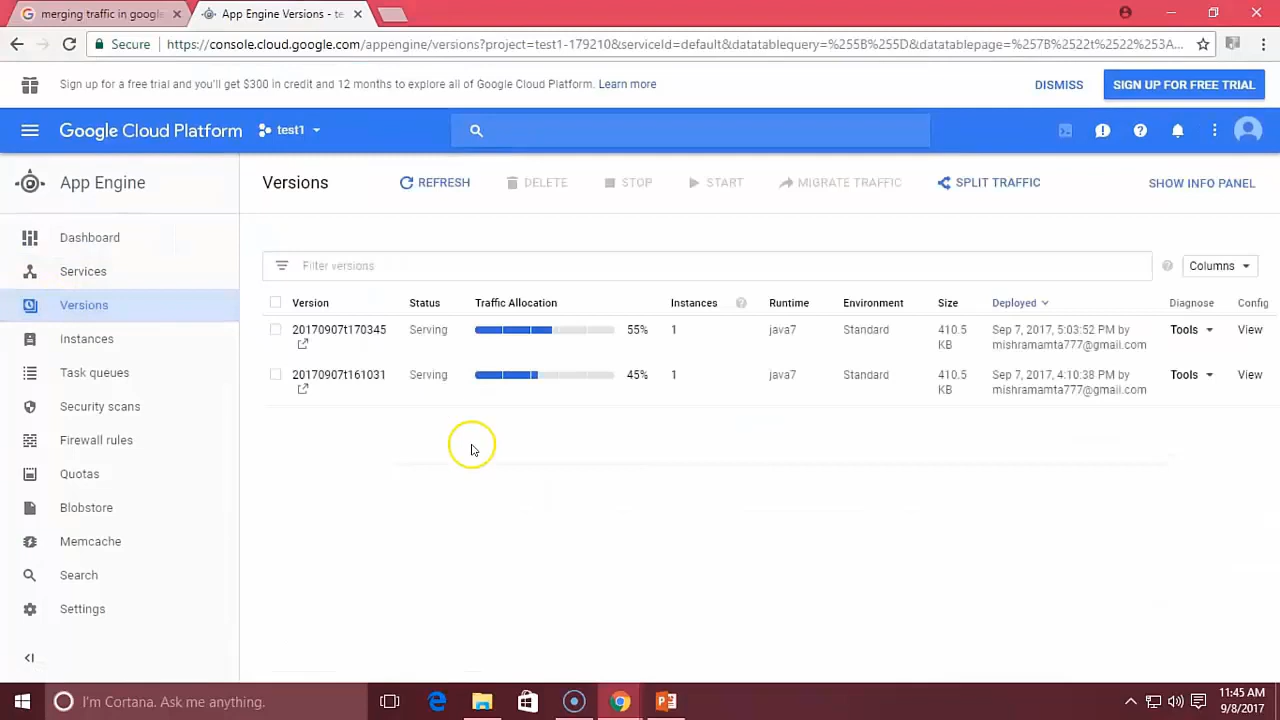 merging traffic in google
App Engine Versions - te
Secure
https://console.cloud.google.com/appengine/versions?project=test1-179210&serviceId=default&datatablequery=%255B%255D&datatablepage=%257B%2522t%2522%253A...
Sign up for a free trial and you'll get $300 in credit and 12 months to explore all of Google Cloud Platform. Learn more
DISMISS
SIGN UP FOR FREE TRIAL
Google Cloud Platform
test1
App Engine
Versions
REFRESH
DELETE
STOP
START
MIGRATE TRAFFIC
SPLIT TRAFFIC
SHOW INFO PANEL
Dashboard
Services
Versions
Instances
Task queues
Security scans
Firewall rules
Quotas
Blobstore
Memcache
Search
Settings
Filter versions
Columns
Version Status Traffic Allocation Instances Runtime Environment Size Deployed Diagnose Config
20170907t170345 Serving 55% 1 java7 Standard 410.5 Sep 7, 2017, 5:03:52 PM by Tools View
KB mishramamta777@gmail.com
20170907t161031 Serving 45% 1 java7 Standard 410.5 Sep 7, 2017, 4:10:38 PM by Tools View
KB mishramamta777@gmail.com
I'm Cortana. Ask me anything.
11:45 AM
9/8/2017